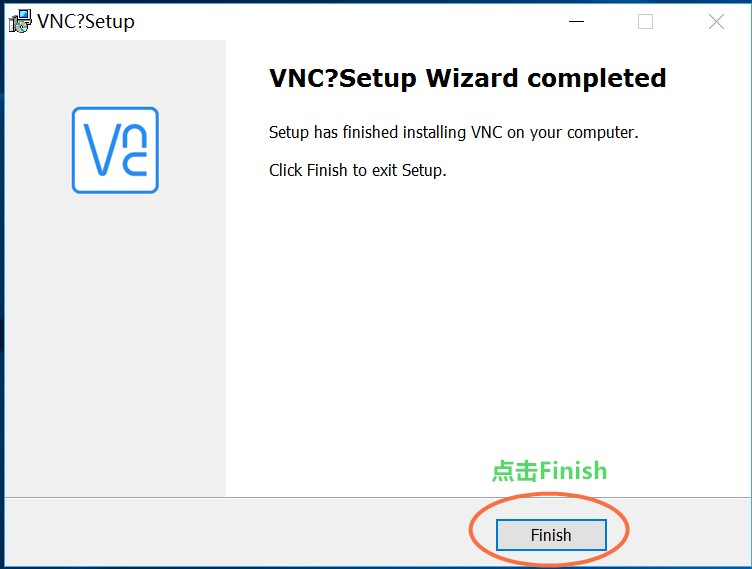 VNC?Setup
VNC?Setup Wizard completed
VNC
Setup has finished installing VNC on your computer.
Click Finish to exit Setup.
点击Finish
Finish